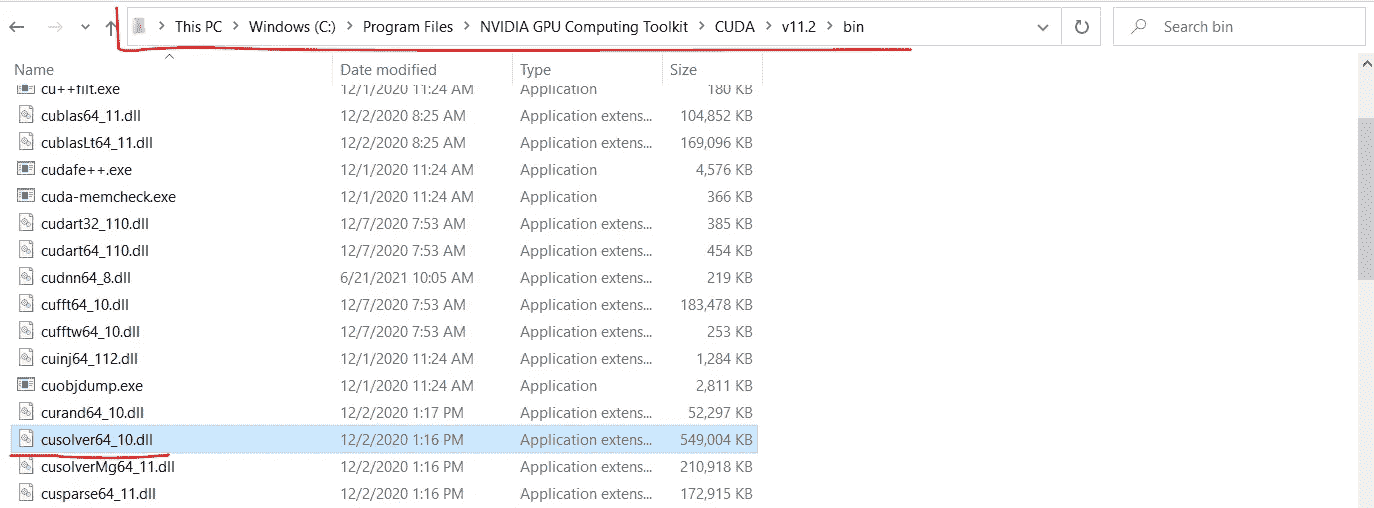 This PC > Windows (C:) > Program Files > NVIDIA GPU Computing Toolkit > CUDA > v11.2 > bin Search bin
Name Date modified Type Size
cu++filt.exe 12/1/2020 11:24 AM Application 180 KB
cublas64_11.dll 12/2/2020 8:25 AM Application extens... 104,852 KB
cublasLt64_11.dll 12/2/2020 8:25 AM Application extens... 169,096 KB
cudafe++.exe 12/1/2020 11:24 AM Application 4,576 KB
cuda-memcheck.exe 12/1/2020 11:24 AM Application 366 KB
cudart32_110.dll 12/7/2020 7:53 AM Application extens... 385 KB
cudart64_110.dll 12/7/2020 7:53 AM Application extens... 454 KB
cudnn64_8.dll 6/21/2021 10:05 AM Application extens... 219 KB
cufft64_10.dll 12/7/2020 7:53 AM Application extens... 183,478 KB
cufftw64_10.dll 12/7/2020 7:53 AM Application extens... 253 KB
cuinj64_112.dll 12/1/2020 11:24 AM Application extens... 1,284 KB
cuobjdump.exe 12/1/2020 11:24 AM Application 2,811 KB
curand64_10.dll 12/2/2020 1:17 PM Application extens... 52,297 KB
cusolver64_10.dll 12/2/2020 1:16 PM Application extens... 549,004 KB
cusolverMg64_11.dll 12/2/2020 1:16 PM Application extens... 210,918 KB
cusparse64_11.dll 12/2/2020 1:16 PM Application extens... 172,915 KB